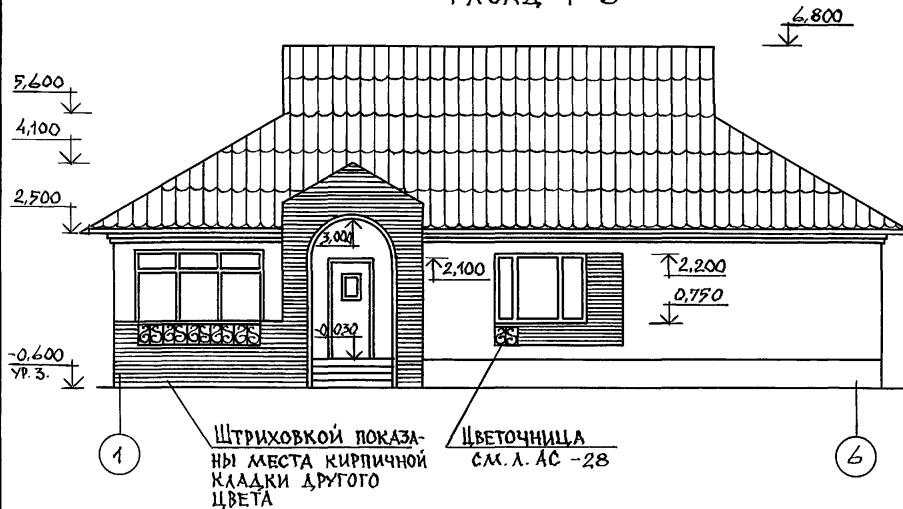 6,800
5,600
4,100
2,500
3,000
2,100
2,200
0,750
-0,030
-0,600
УР. З.
1
ШТРИХОВКОЙ ПОКАЗА-
НЫ МЕСТА КИРПИЧНОЙ
КЛАДКИ ДРУГОГО
ЦВЕТА
ЦВЕТОЧНИЦА
СМ. Л. АС -28
6